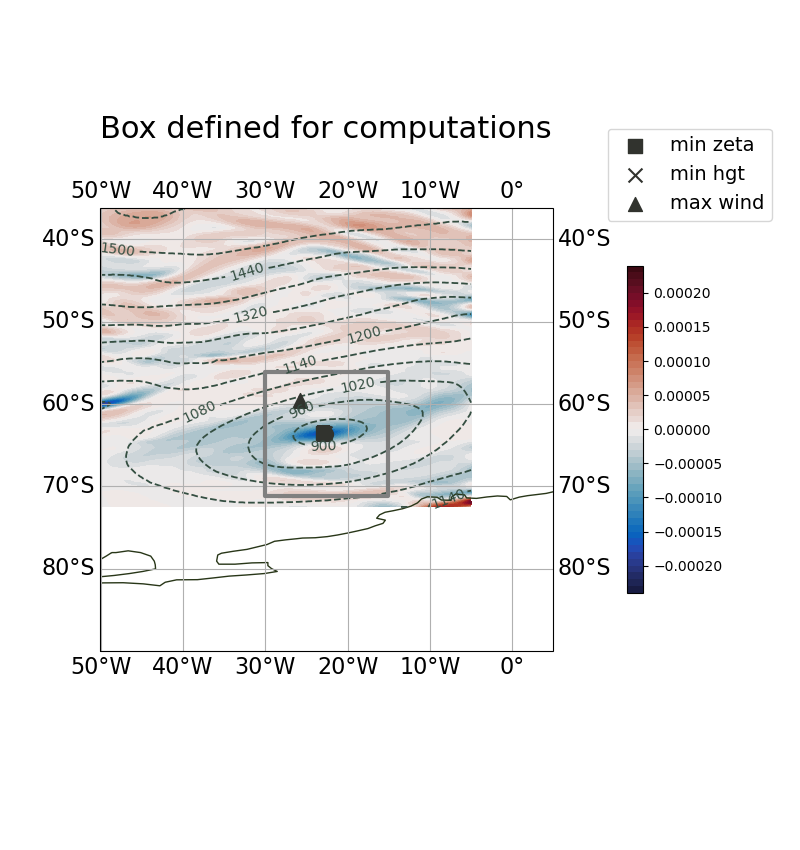 Box defined for computations
min zeta
min hgt
max wind
50°W 40°W 30°W 20°W 10°W 0°
40°S 40°S
50°S 50°S
60°S 60°S
70°S 70°S
80°S 80°S
50°W 40°W 30°W 20°W 10°W 0°
1500
1440
1320
1200
1140
1020
1080
960
900
1140
0.00020
0.00015
0.00010
0.00005
0.00000
−0.00005
−0.00010
−0.00015
−0.00020